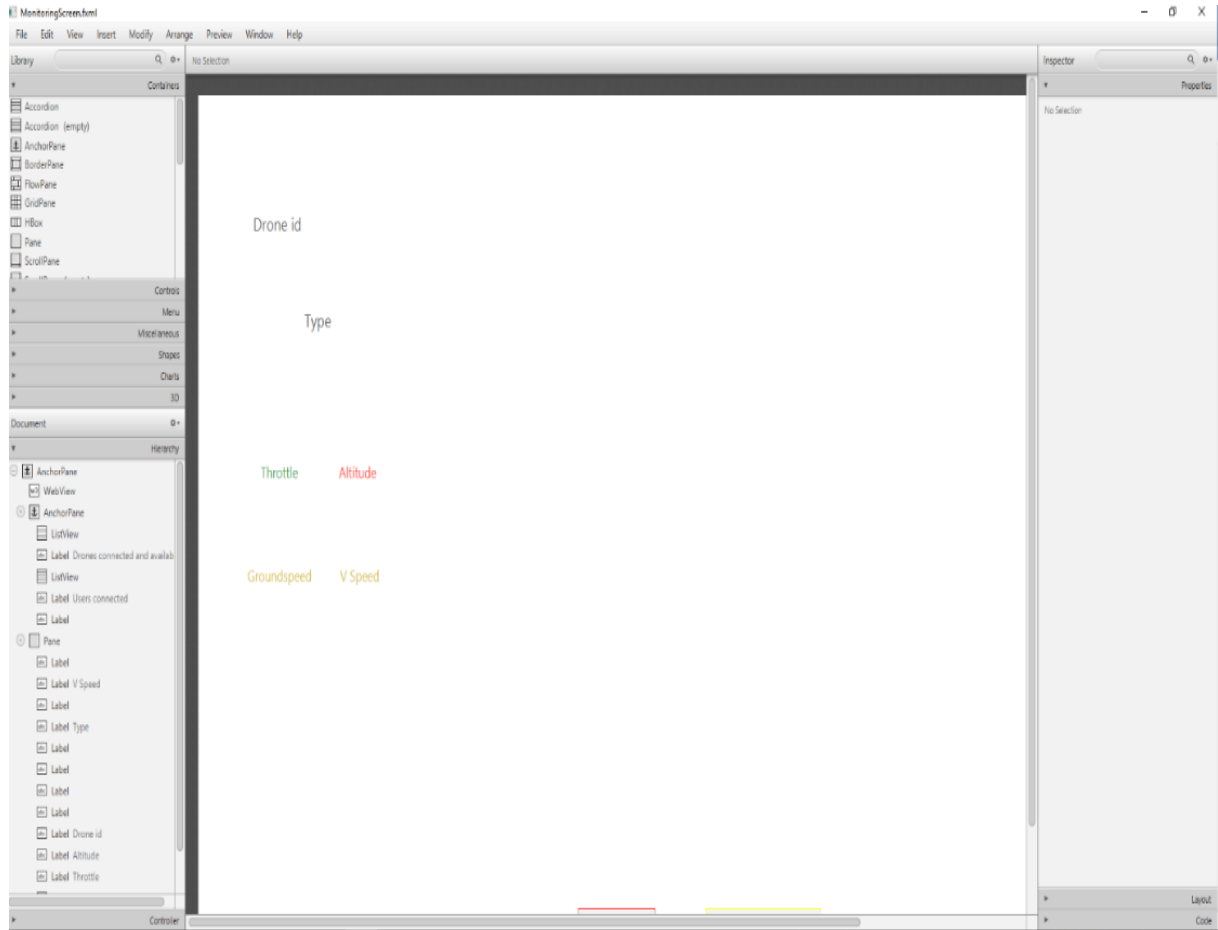 MonitoringScreen.fxml
File Edit View Insert Modify Arrange Preview Window Help
Library
No Selection
Inspector
Containers
Properties
Accordion
No Selection
Accordion (empty)
AnchorPane
BorderPane
FlowPane
GridPane
HBox
Pane
ScrollPane
Controls
Menu
Miscellaneous
Shapes
Charts
3D
Document
Hierarchy
AnchorPane
WebView
AnchorPane
ListView
Label Drones connected and availab
ListView
Label Users connected
Label
Pane
Label
Label V Speed
Label
Label Type
Label
Label
Label
Label
Label Drone id
Label Altitude
Label Throttle
Controller
Drone id
Type
Throttle Altitude
Groundspeed V Speed
Layout
Code